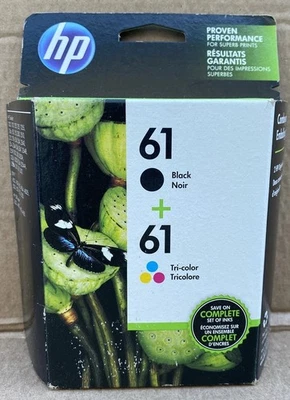 hp
PROVEN
PERFORMANCE
FOR SUPERB PRINTS
RÉSULTATS
GARANTIS
POUR DES IMPRESSIONS
SUPERBES
61
Black
Noir
+
61
Tri-color
Tricolore
SAVE ON
COMPLETE
SET OF INKS
ÉCONOMISEZ SUR
UN ENSEMBLE
COMPLET
D'ENCRES